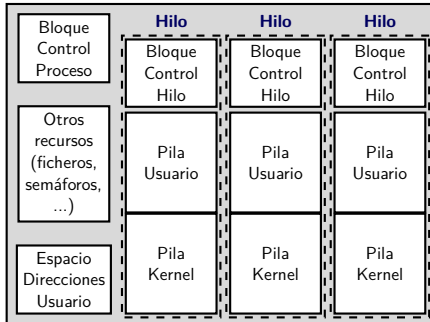 Bloque
Control
Proceso
Otros
recursos
(ficheros,
semáforos,
...)
Espacio
Direcciones
Usuario
Hilo
Bloque
Control
Hilo
Pila
Usuario
Pila
Kernel
Hilo
Bloque
Control
Hilo
Pila
Usuario
Pila
Kernel
Hilo
Bloque
Control
Hilo
Pila
Usuario
Pila
Kernel